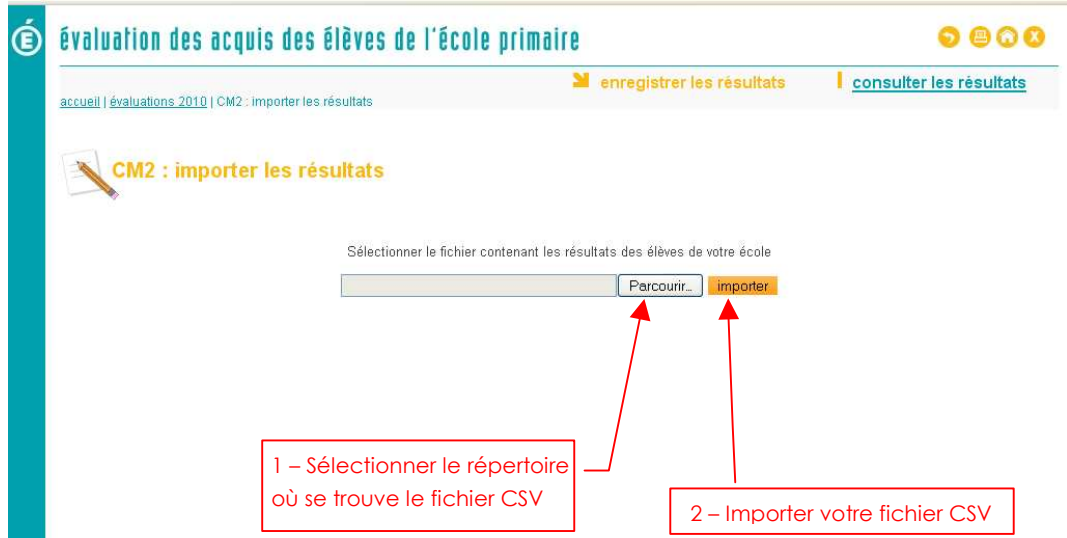 É
évaluation des acquis des élèves de l'école primaire
enregistrer les résultats
consulter les résultats
accueil | évaluations 2010 | CM2 : importer les résultats
CM2 : importer les résultats
Sélectionner le fichier contenant les résultats des élèves de votre école
Parcourir...
importer
1 – Sélectionner le répertoire
où se trouve le fichier CSV
2 – Importer votre fichier CSV